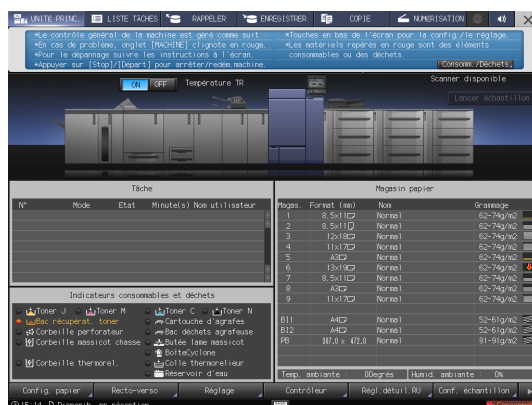 UNITE PRINC. LISTE TÂCHES RAPPELER ENREGISTRER COPIE NUMERISATION
*Le contrôle général de la machine est géré comme suit :
*En cas de problème, onglet [MACHINE] clignote en rouge.
*Pour le dépannage suivre les instructions à l'écran.
*Appuyer sur [Stop]/[Départ] pour arrêter/redém.machine.
*Touches en bas de l'écran pour la config./le réglage.
*Les matériels repérés en rouge sont des éléments
consommables ou des déchets.
Consomm./Déchets
ON OFF Température TR
Scanner disponible
Lancer échantillon
Tâche
N° Mode Etat Minute(s) Nom utilisateur
Indicateurs consommables et déchets
Toner J Toner M Toner C Toner N
Bac récupérat. toner Cartouche d'agrafes
Corbeille perforateur Bac déchets agrafeuse
Corbeille massicot chasse Butée lame massicot
BoîteCyclone
Corbeille thermorel. Colle thermorelieur
Réservoir d'eau
Magasin papier
Magas. Format (mm) Nom Grammage
1 8.5x11 Normal 62-74g/m2
2 8.5x11 Normal 62-74g/m2
3 12x18 Normal 62-74g/m2
4 11x17 Normal 62-74g/m2
5 A3 Normal 62-74g/m2
6 13x19 Normal 62-74g/m2
7 8.5x11 Normal 62-74g/m2
8 A3 Normal 62-74g/m2
9 11x17 Normal 62-74g/m2
BI1 A4 Normal 52-61g/m2
BI2 A4 Normal 52-61g/m2
PB 307.0 x 472.0 Normal 81-91g/m2
Temp. ambiante : 0Degrés Humid. ambiante : 0%
Config. papier Recto-verso Réglage Contrôleur Régl.détuil.RU Conf. échantillon